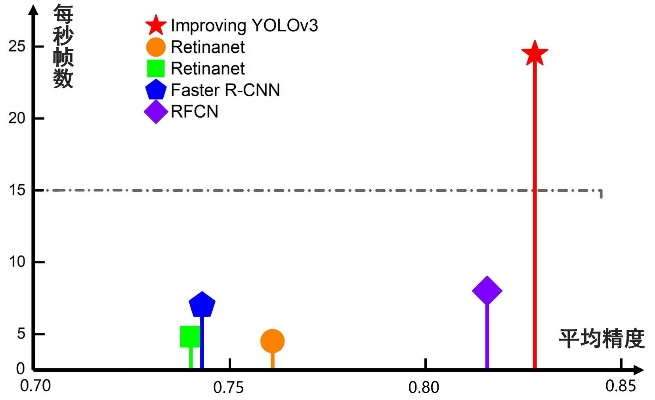 每秒帧数
Improving YOLOv3
Retinanet
Retinanet
Faster R-CNN
RFCN
25
20
15
10
5
0
平均精度
0.70 0.75 0.80 0.85